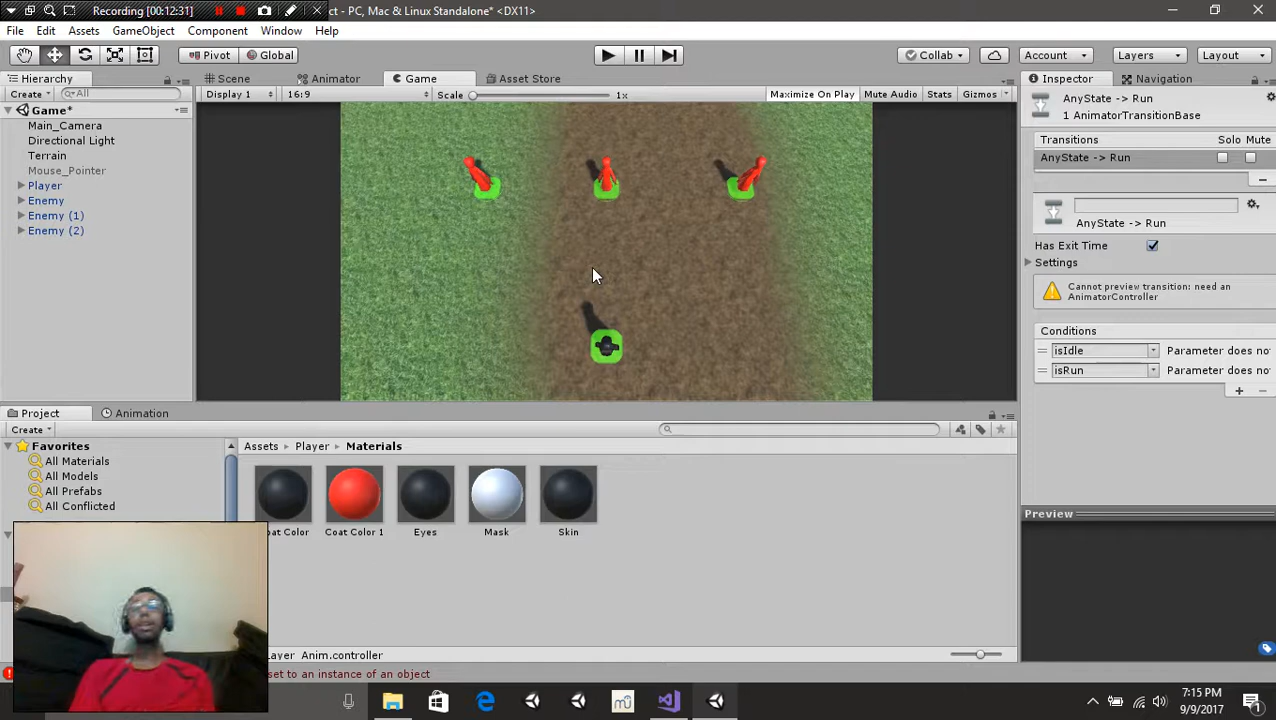 Recording [00:12:31]
ct - PC, Mac & Linux Standalone* <DX11>
File Edit Assets GameObject Component Window Help
Pivot Global Collab Account Layers Layout
Hierarchy
Create All
Game*
Main_Camera
Directional Light
Terrain
Mouse_Pointer
Player
Enemy
Enemy (1)
Enemy (2)
Scene Animator Game Asset Store
Display 1 16:9 Scale 1x Maximize On Play Mute Audio Stats Gizmos
Inspector Navigation
AnyState -> Run
1 AnimatorTransitionBase
Transitions Solo Mute
AnyState -> Run
AnyState -> Run
Has Exit Time
Settings
Cannot preview transition: need an
AnimatorController
Conditions
isIdle Parameter does no
isRun Parameter does no
Preview
Project Animation
Create
Favorites
All Materials
All Models
All Prefabs
All Conflicted
Assets Player Materials
oat Color Coat Color 1 Eyes Mask Skin
layer Anim.controller
set to an instance of an object
7:15 PM
9/9/2017